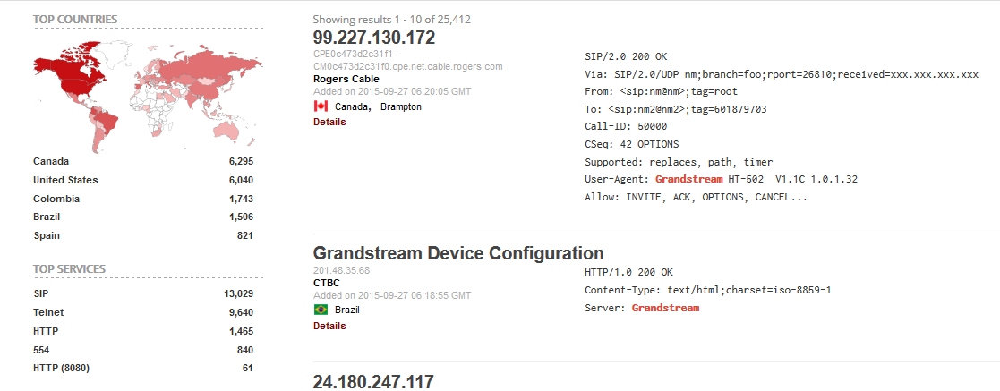 TOP COUNTRIES
Canada 6,295
United States 6,040
Colombia 1,743
Brazil 1,506
Spain 821
TOP SERVICES
SIP 13,029
Telnet 9,640
HTTP 1,465
554 840
HTTP (8080) 61
Showing results 1 - 10 of 25,412
99.227.130.172
CPE0c473d2c31f1-
CM0c473d2c31f0.cpe.net.cable.rogers.com
Rogers Cable
Added on 2015-09-27 06:20:05 GMT
Canada, Brampton
Details
SIP/2.0 200 OK
Via: SIP/2.0/UDP nm;branch=foo;rport=26810;received=xxx.xxx.xxx.xxx
From: <sip:nm@nm>;tag=root
To: <sip:nm2@nm2>;tag=601879703
Call-ID: 50000
CSeq: 42 OPTIONS
Supported: replaces, path, timer
User-Agent: Grandstream HT-502  V1.1C 1.0.1.32
Allow: INVITE, ACK, OPTIONS, CANCEL...
Grandstream Device Configuration
201.48.35.68
CTBC
Added on 2015-09-27 06:18:55 GMT
Brazil
Details
HTTP/1.0 200 OK
Content-Type: text/html;charset=iso-8859-1
Server: Grandstream
24.180.247.117